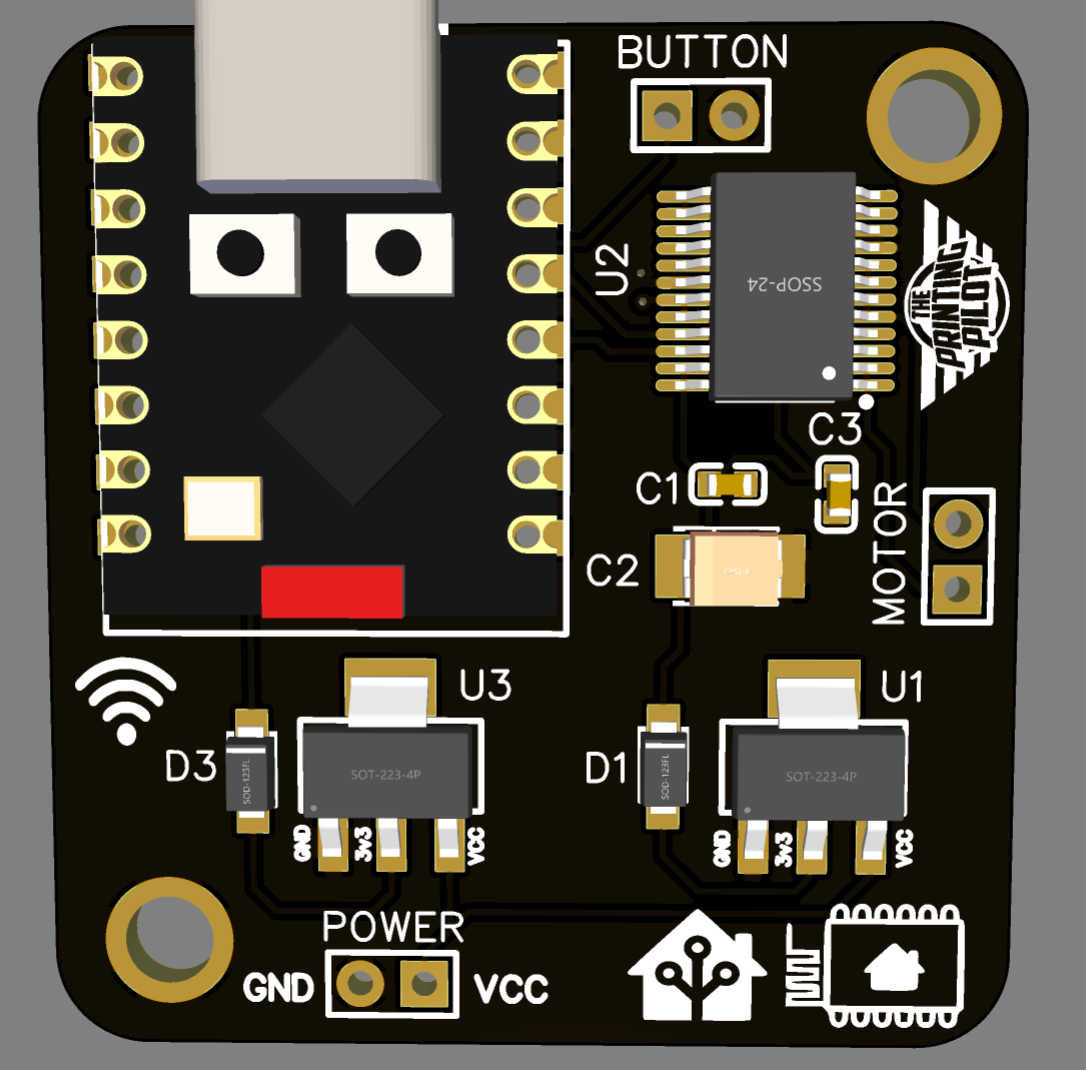 BUTTON
U2
SSOP-24
THE
PRINTING
PILOT
C3
C1
MOTOR
C2
U3
U1
D3
SOD-123FL
SOT-223-4P
D1
SOD-123FL
SOT-223-4P
GND
3v3
VCC
GND
3v3
VCC
POWER
GND
VCC